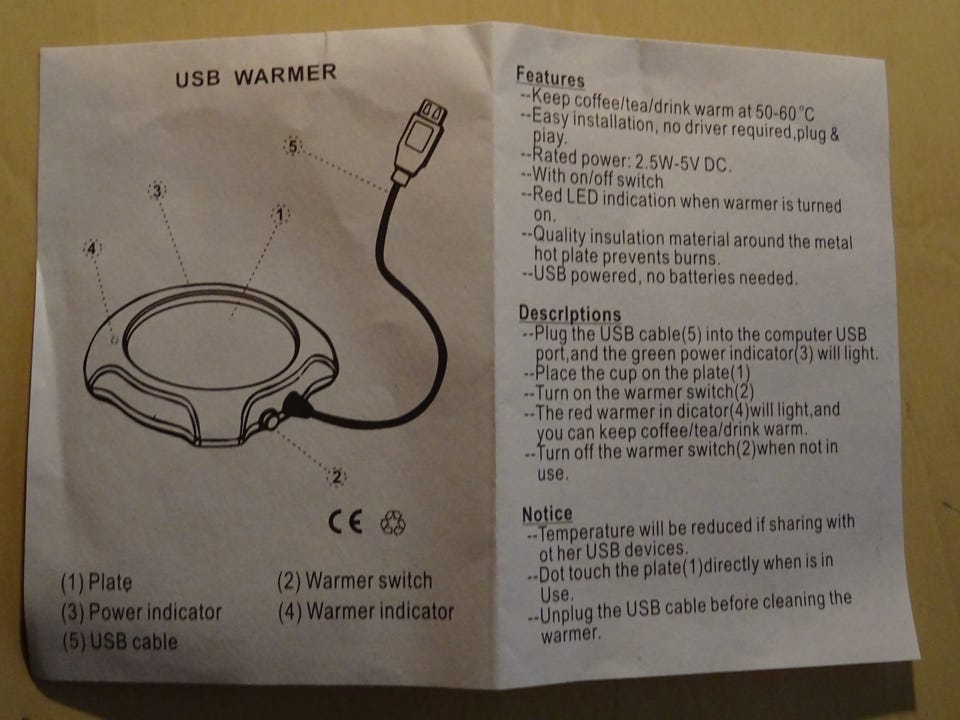 USB WARMER
5
3
1
4
2
CE
(1) Plate
(2) Warmer switch
(3) Power indicator
(4) Warmer indicator
(5) USB cable
Features
--Keep coffee/tea/drink warm at 50-60°C
--Easy installation, no driver required,plug &
piay.
--Rated power: 2.5W-5V DC.
--With on/off switch
--Red LED indication when warmer is turned
on.
--Quality insulation material around the metal
hot plate prevents burns.
--USB powered, no batteries needed.
Descrlptions
--Plug the USB cable(5) into the computer USB
port,and the green power indicator(3) will light.
--Place the cup on the plate(1)
--Turn on the warmer switch(2)
--The red warmer in dicator(4)will light,and
you can keep coffee/tea/drink warm.
--Turn off the warmer switch(2)when not in
use.
Notice
--Temperature will be reduced if sharing with
ot her USB devices.
--Dot touch the plate(1)directly when is in
Use.
--Unplug the USB cable before cleaning the
warmer.